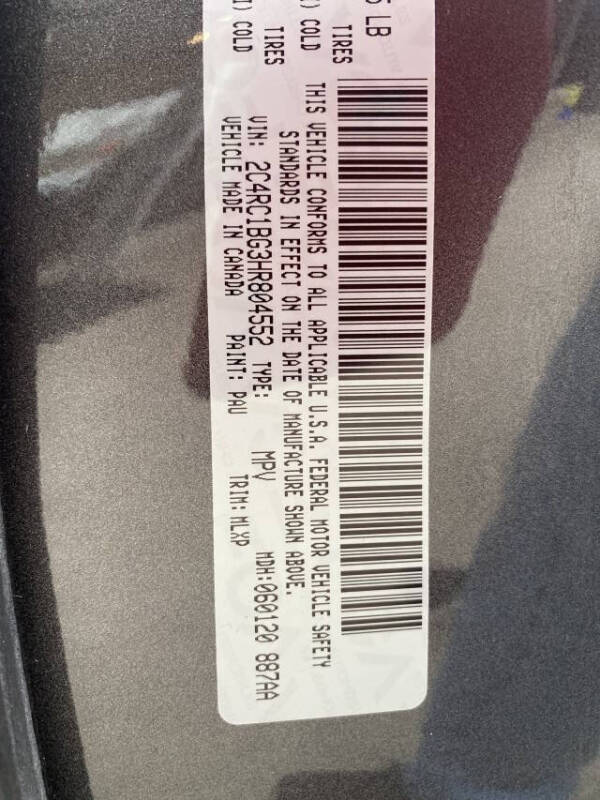 5 LB
TIRES
I) COLD
TIRES
I) COLD
THIS VEHICLE CONFORMS TO ALL APPLICABLE U.S.A. FEDERAL MOTOR VEHICLE SAFETY
STANDARDS IN EFFECT ON THE DATE OF MANUFACTURE SHOWN ABOVE.
VIN: 2C4RC1BG3HR804552 TYPE: MPV MDH:060120 887AA
VEHICLE MADE IN CANADA PAINT: PAU TRIM: MLXP